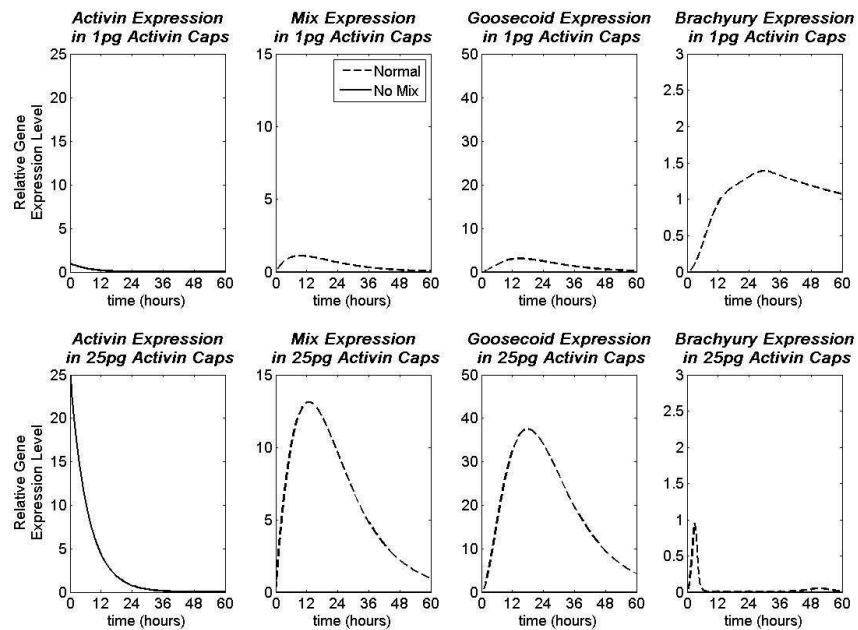 Activin Expression
in 1pg Activin Caps
Mix Expression
in 1pg Activin Caps
Goosecoid Expression
in 1pg Activin Caps
Brachyury Expression
in 1pg Activin Caps
Relative Gene
Expression Level
25
20
15
10
5
0
0 12 24 36 48 60
time (hours)
15
10
5
0
Normal
No Mix
0 12 24 36 48 60
time (hours)
50
40
30
20
10
0
0 12 24 36 48 60
time (hours)
3
2.5
2
1.5
1
0.5
0
0 12 24 36 48 60
time (hours)
Activin Expression
in 25pg Activin Caps
Mix Expression
in 25pg Activin Caps
Goosecoid Expression
in 25pg Activin Caps
Brachyury Expression
in 25pg Activin Caps
Relative Gene
Expression Level
25
20
15
10
5
0
0 12 24 36 48 60
time (hours)
15
10
5
0
0 12 24 36 48 60
time (hours)
50
40
30
20
10
0
0 12 24 36 48 60
time (hours)
3
2.5
2
1.5
1
0.5
0
0 12 24 36 48 60
time (hours)